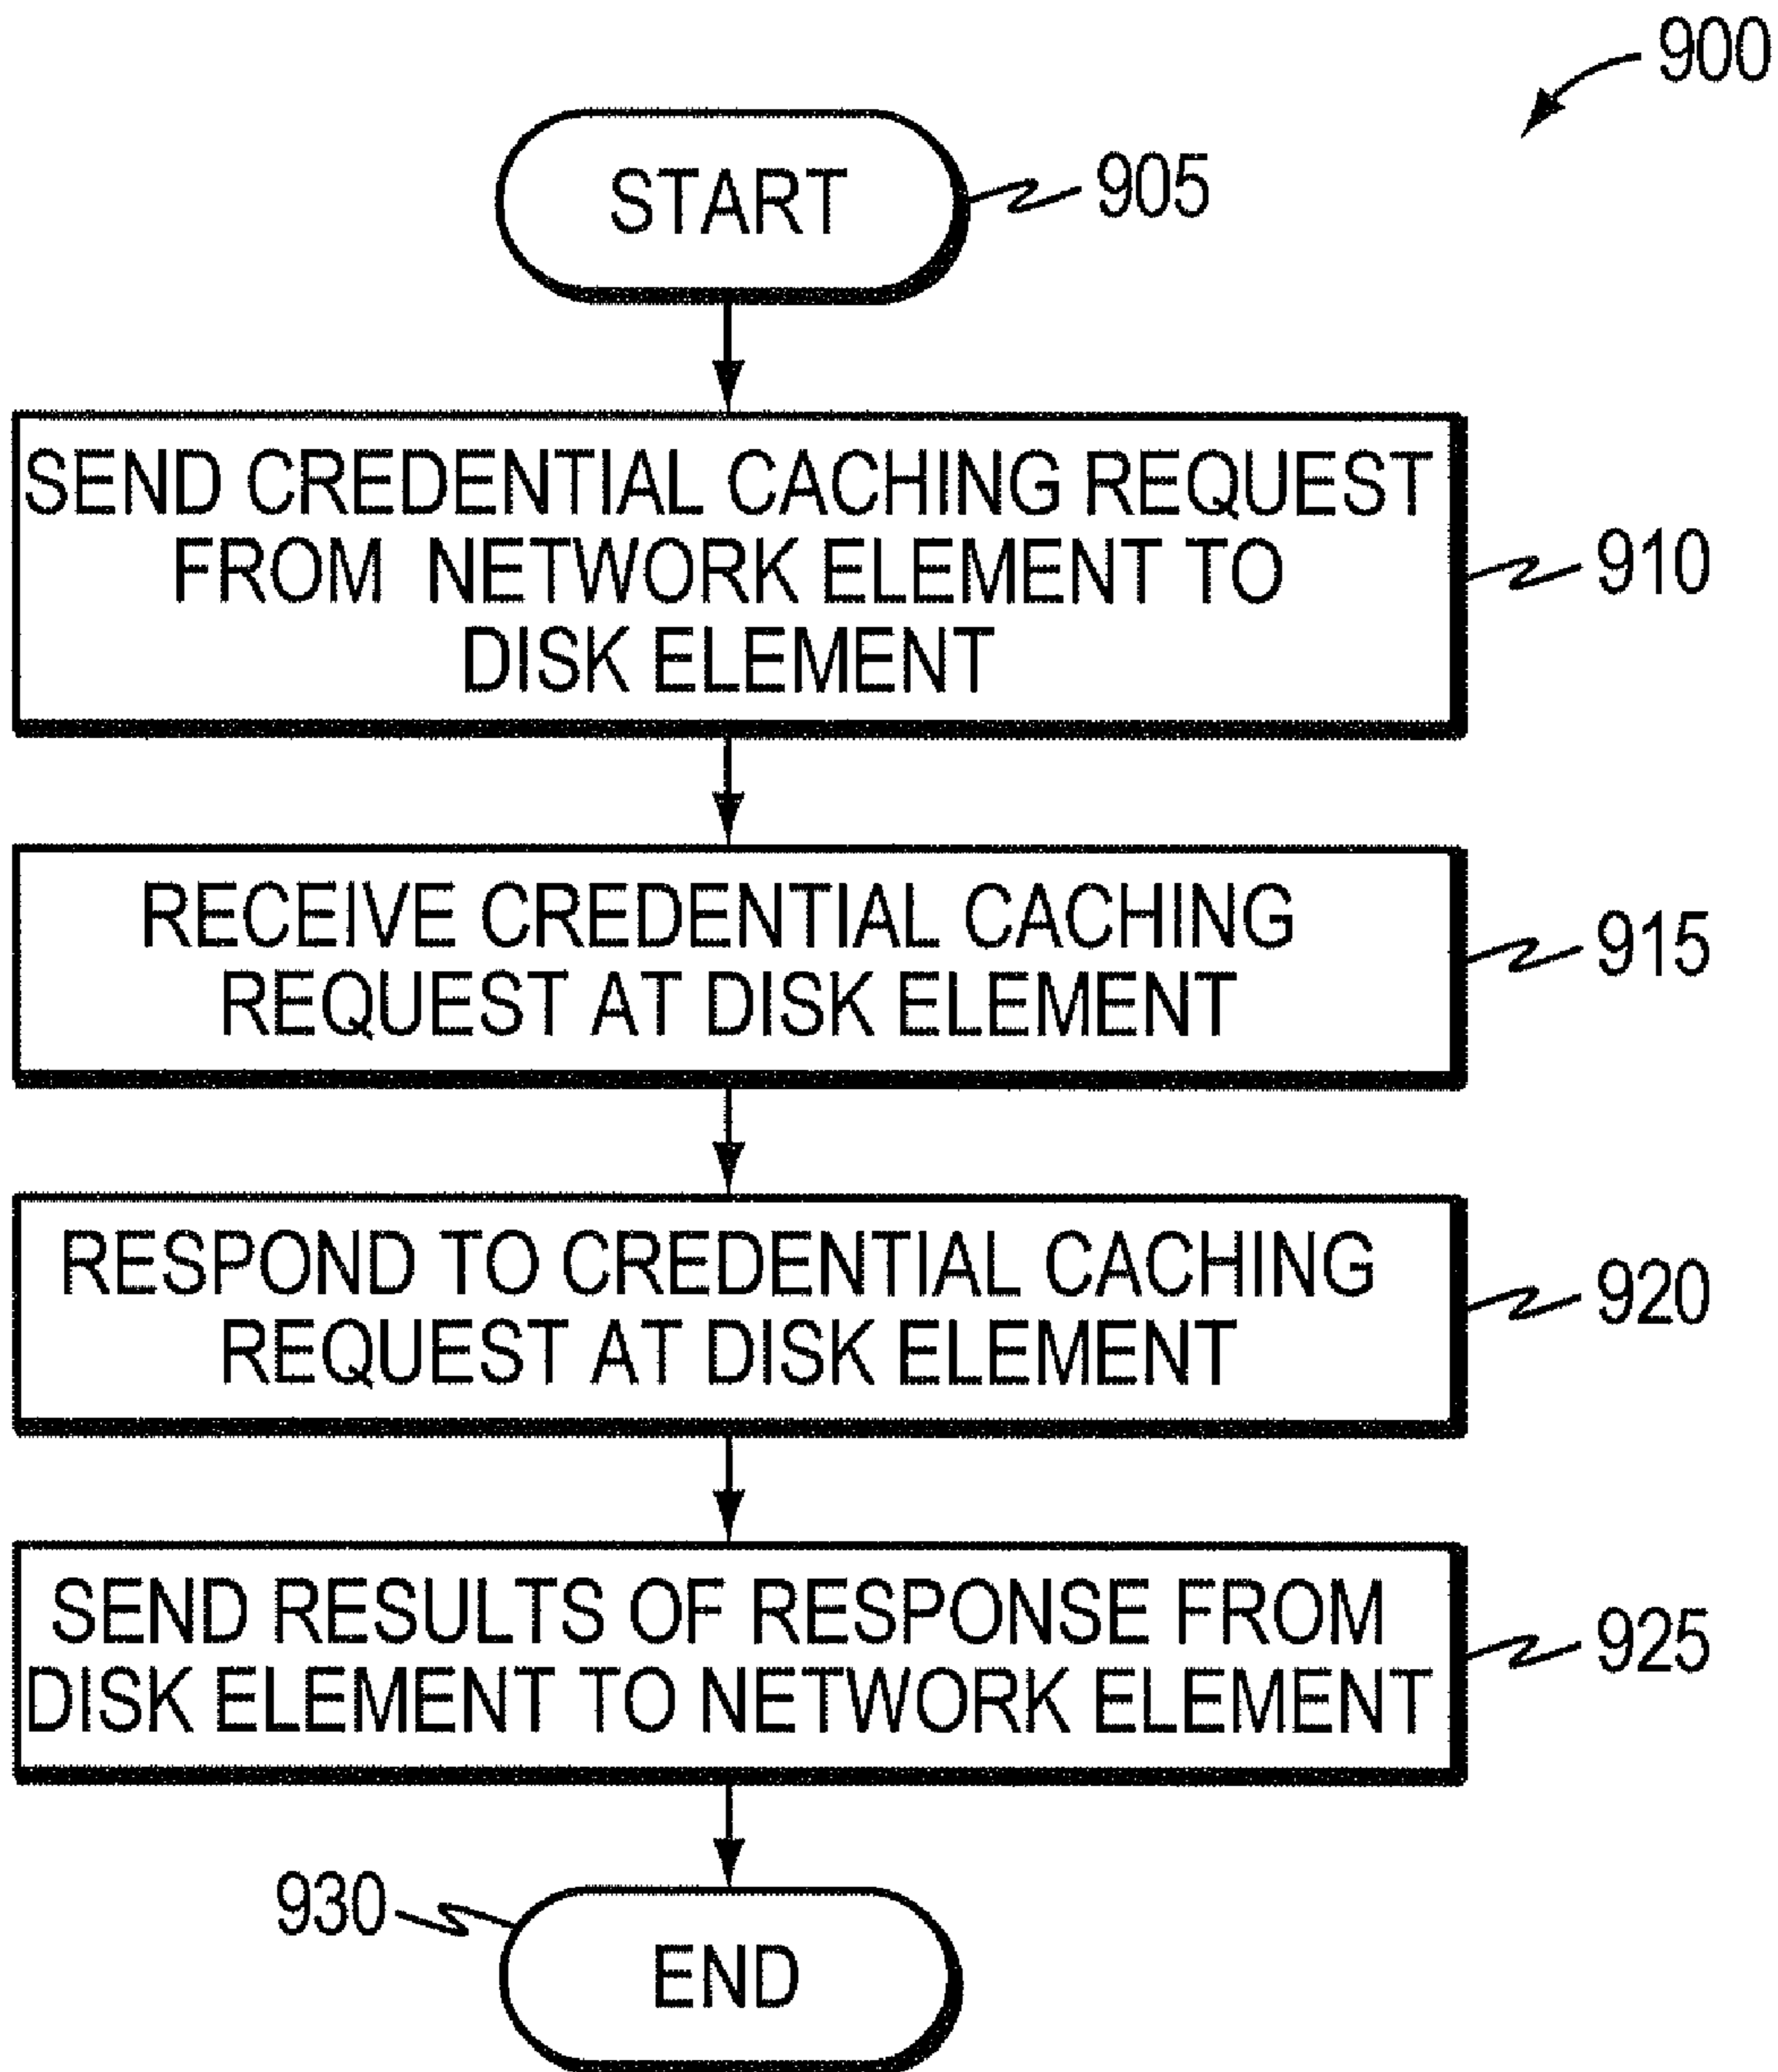 900
START
905
SEND CREDENTIAL CACHING REQUEST
FROM NETWORK ELEMENT TO
DISK ELEMENT
910
RECEIVE CREDENTIAL CACHING
REQUEST AT DISK ELEMENT
915
RESPOND TO CREDENTIAL CACHING
REQUEST AT DISK ELEMENT
920
SEND RESULTS OF RESPONSE FROM
DISK ELEMENT TO NETWORK ELEMENT
925
930
END